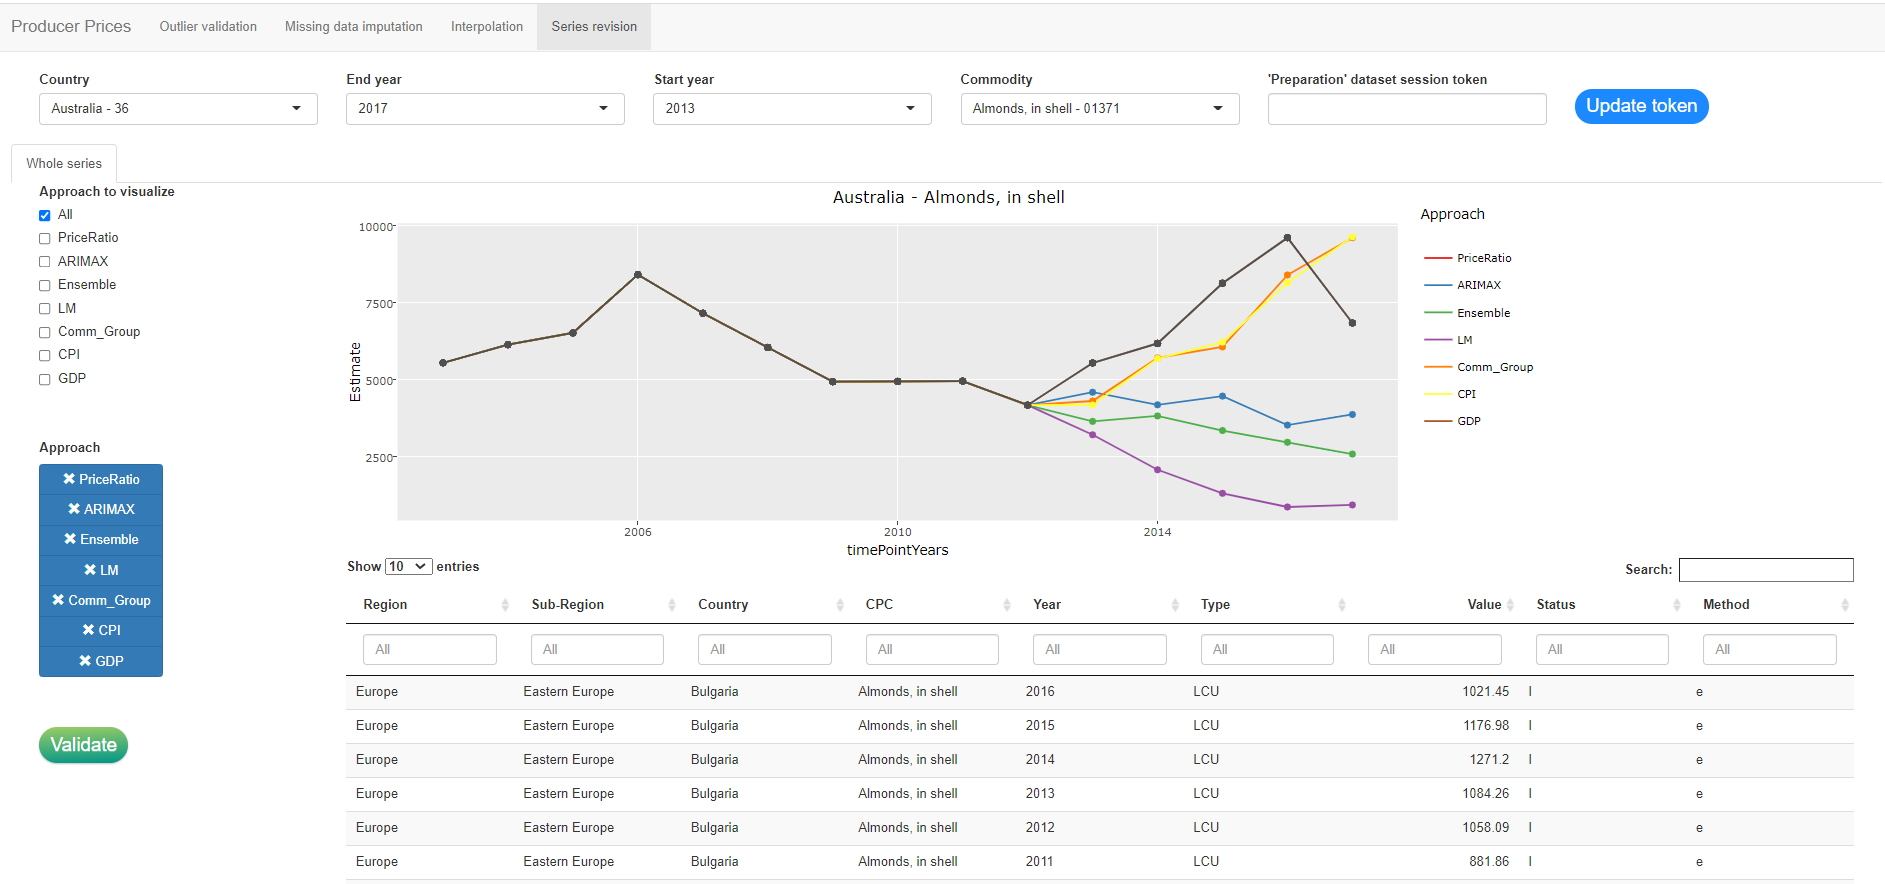 Producer Prices Outlier validation Missing data imputation Interpolation Series revision
Country End year Start year Commodity 'Preparation' dataset session token
Australia - 36 2017 2013 Almonds, in shell - 01371 Update token
Whole series
Approach to visualize
All
PriceRatio
ARIMAX
Ensemble
LM
Comm_Group
CPI
GDP
Approach
PriceRatio
ARIMAX
Ensemble
LM
Comm_Group
CPI
GDP
Validate
Australia - Almonds, in shell
Estimate
10000
7500
5000
2500
2006 2010 2014
timePointYears
Approach
PriceRatio
ARIMAX
Ensemble
LM
Comm_Group
CPI
GDP
Show 10 entries Search:
Region Sub-Region Country CPC Year Type Value Status Method
All All All All All All All All All
Europe Eastern Europe Bulgaria Almonds, in shell 2016 LCU 1021.45 I e
Europe Eastern Europe Bulgaria Almonds, in shell 2015 LCU 1176.98 I e
Europe Eastern Europe Bulgaria Almonds, in shell 2014 LCU 1271.2 I e
Europe Eastern Europe Bulgaria Almonds, in shell 2013 LCU 1084.26 I e
Europe Eastern Europe Bulgaria Almonds, in shell 2012 LCU 1058.09 I e
Europe Eastern Europe Bulgaria Almonds, in shell 2011 LCU 881.86 I e